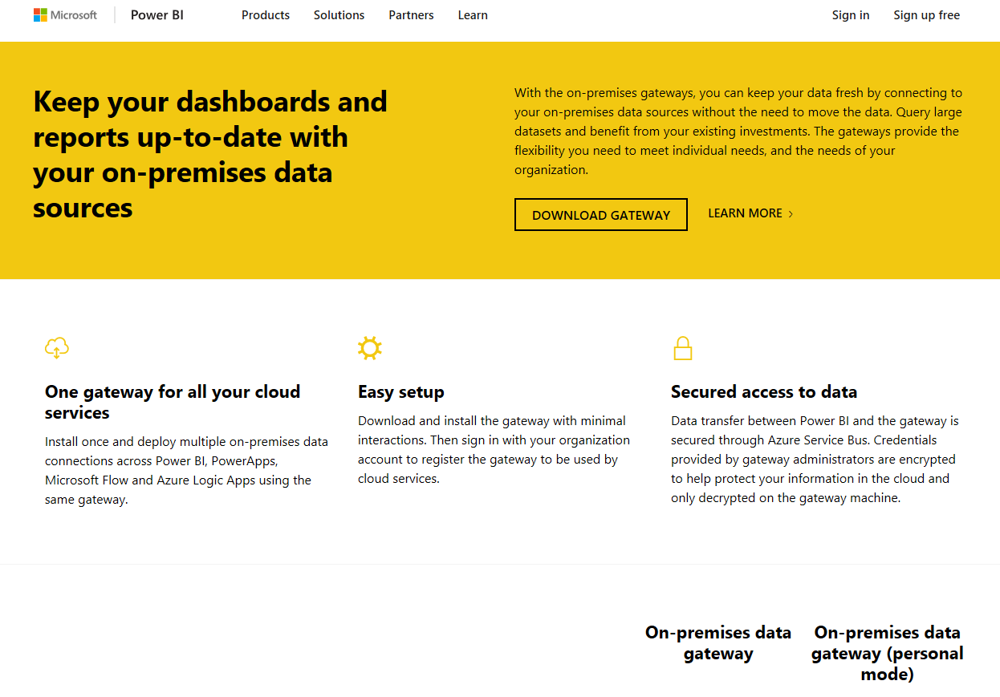 Microsoft Power BI Products Solutions Partners Learn Sign in Sign up free
Keep your dashboards and
reports up-to-date with
your on-premises data
sources
With the on-premises gateways, you can keep your data fresh by connecting to
your on-premises data sources without the need to move the data. Query large
datasets and benefit from your existing investments. The gateways provide the
flexibility you need to meet individual needs, and the needs of your
organization.
DOWNLOAD GATEWAY LEARN MORE >
One gateway for all your cloud
services
Install once and deploy multiple on-premises data
connections across Power BI, PowerApps,
Microsoft Flow and Azure Logic Apps using the
same gateway.
Easy setup
Download and install the gateway with minimal
interactions. Then sign in with your organization
account to register the gateway to be used by
cloud services.
Secured access to data
Data transfer between Power BI and the gateway is
secured through Azure Service Bus. Credentials
provided by gateway administrators are encrypted
to help protect your information in the cloud and
only decrypted on the gateway machine.
On-premises data
gateway
On-premises data
gateway (personal
mode)